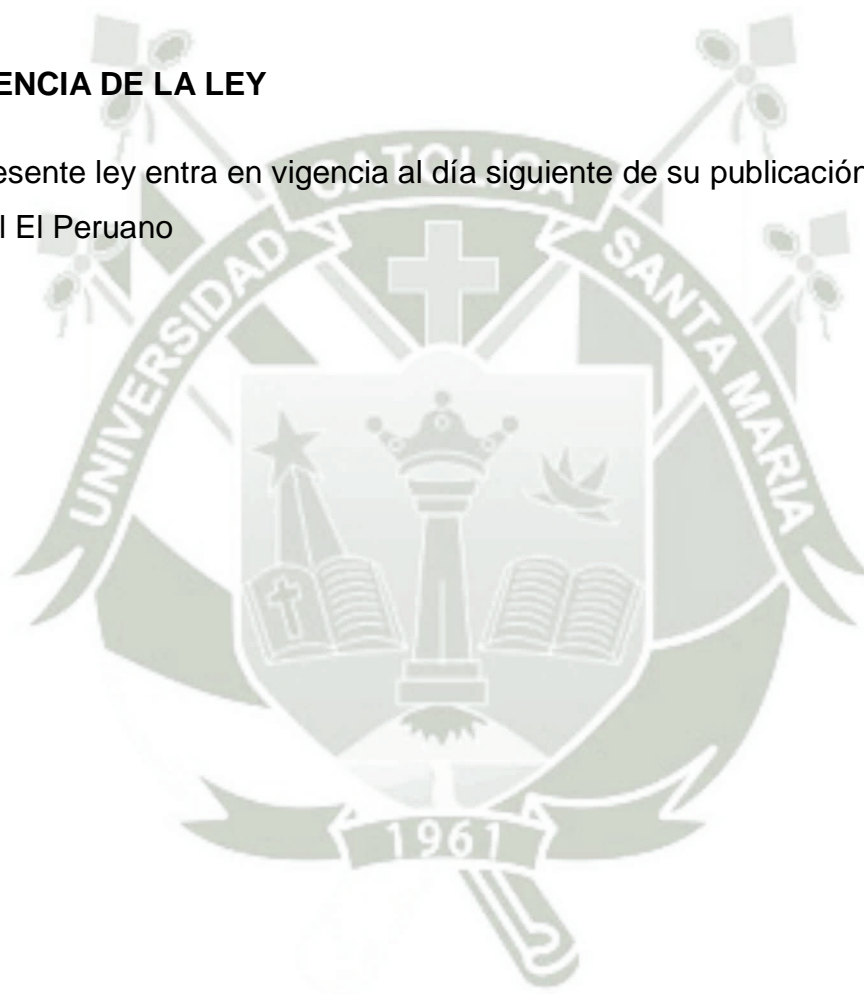 ENCIA DE LA LEY
esente ley entra en vigencia al día siguiente de su publicación
l El Peruano
CATOLICA
UNIVERSIDAD
SANTA MARIA
1961